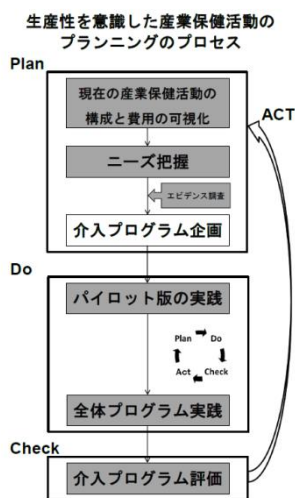 生産性を意識した産業保健活動の
プランニングのプロセス
Plan
現在の産業保健活動の
構成と費用の可視化
ACT
ニーズ把握
エビデンス調査
介入プログラム企画
Do
パイロット版の実践
Plan
Do
Act
Check
全体プログラム実践
Check
介入プログラム評価